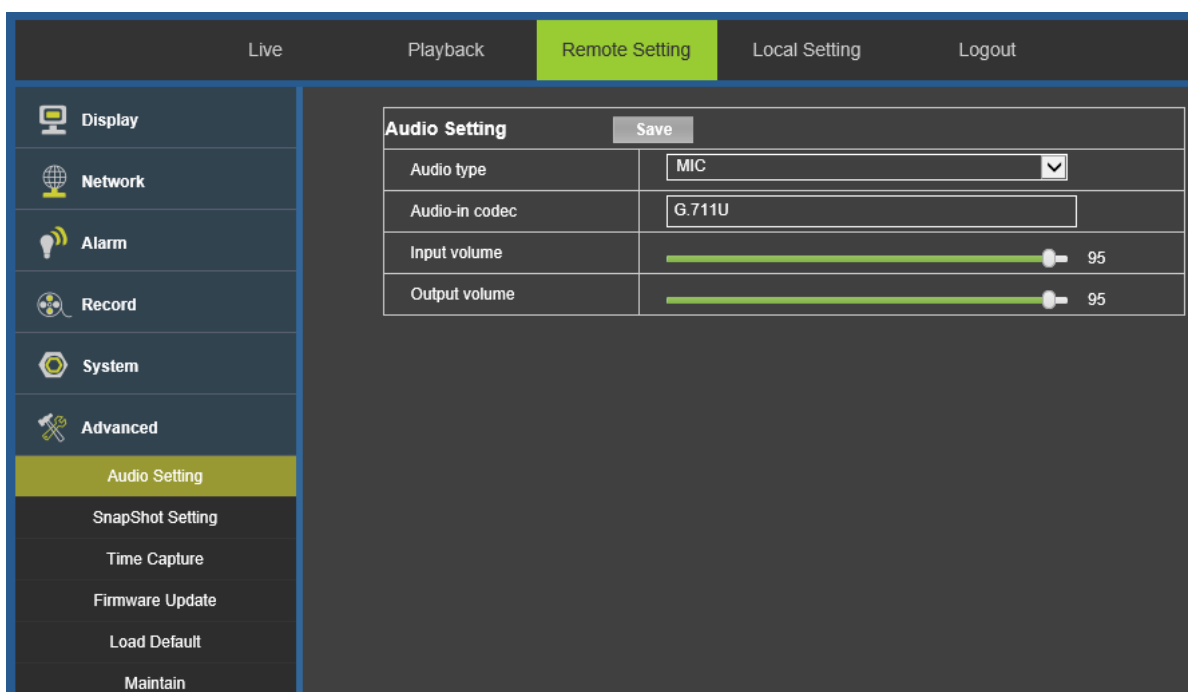 Live Playback Remote Setting Local Setting Logout
Display
Network
Alarm
Record
System
Advanced
Audio Setting
SnapShot Setting
Time Capture
Firmware Update
Load Default
Maintain
Audio Setting Save
Audio type MIC
Audio-in codec G.711U
Input volume 95
Output volume 95